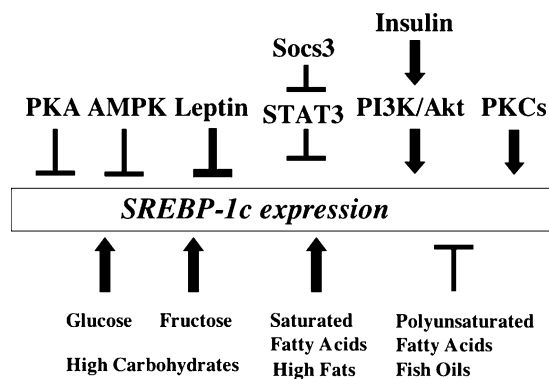 Insulin
Socs3
PKA AMPK Leptin STAT3 PI3K/Akt PKCs
SREBP-1c expression
Glucose Fructose Saturated Polyunsaturated
Fatty Acids Fatty Acids
High Carbohydrates High Fats Fish Oils